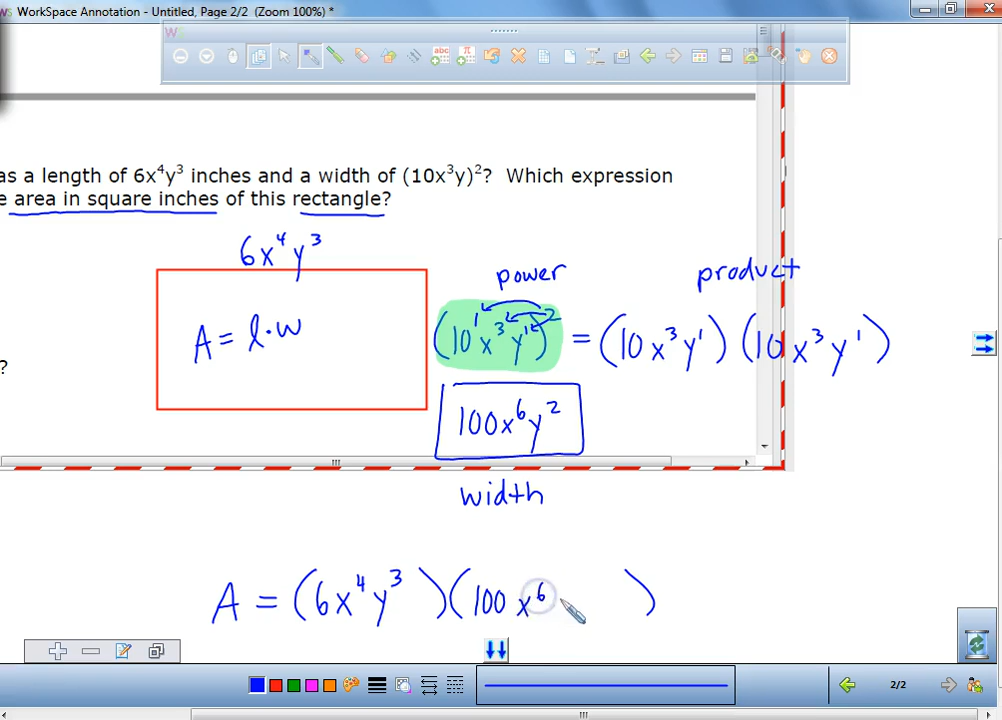 WorkSpace Annotation - Untitled, Page 2/2 (Zoom 100%) *
as a length of 6x⁴y³ inches and a width of (10x³y)²? Which expression
e area in square inches of this rectangle?
6x⁴y³
power
product
A = l·w
(10¹x³y¹)² = (10x³y¹)(10x³y¹)
?
100x⁶y²
width
A = (6x⁴y³)(100x⁶ )
2/2